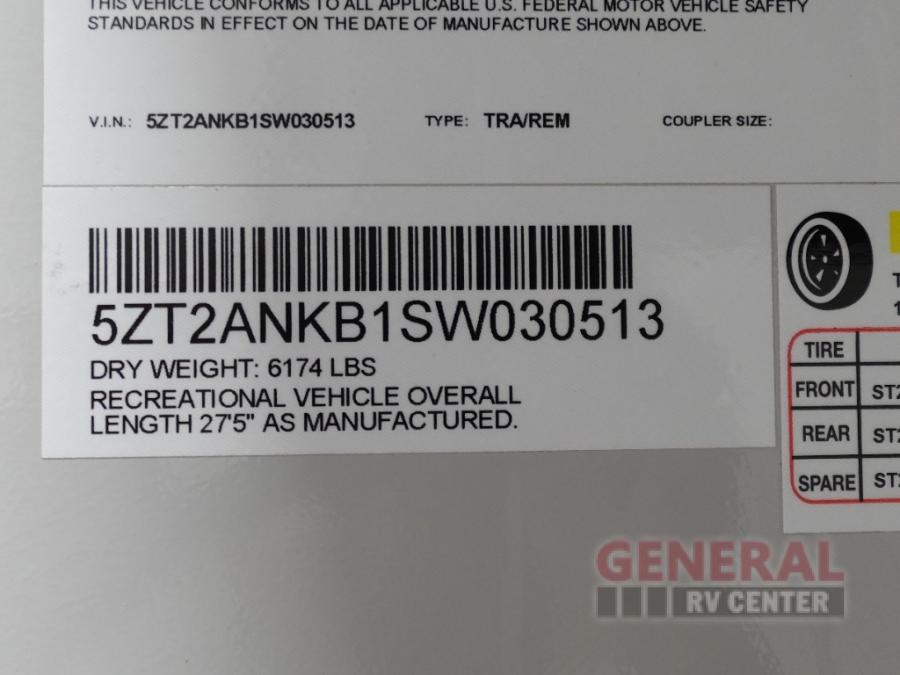 THIS VEHICLE CONFORMS TO ALL APPLICABLE U.S. FEDERAL MOTOR VEHICLE SAFETY
STANDARDS IN EFFECT ON THE DATE OF MANUFACTURE SHOWN ABOVE.
V.I.N.: 5ZT2ANKB1SW030513 TYPE: TRA/REM COUPLER SIZE:
5ZT2ANKB1SW030513
DRY WEIGHT: 6174 LBS
RECREATIONAL VEHICLE OVERALL
LENGTH 27'5" AS MANUFACTURED.
TIRE
FRONT
REAR
SPARE
GENERAL
RV CENTER